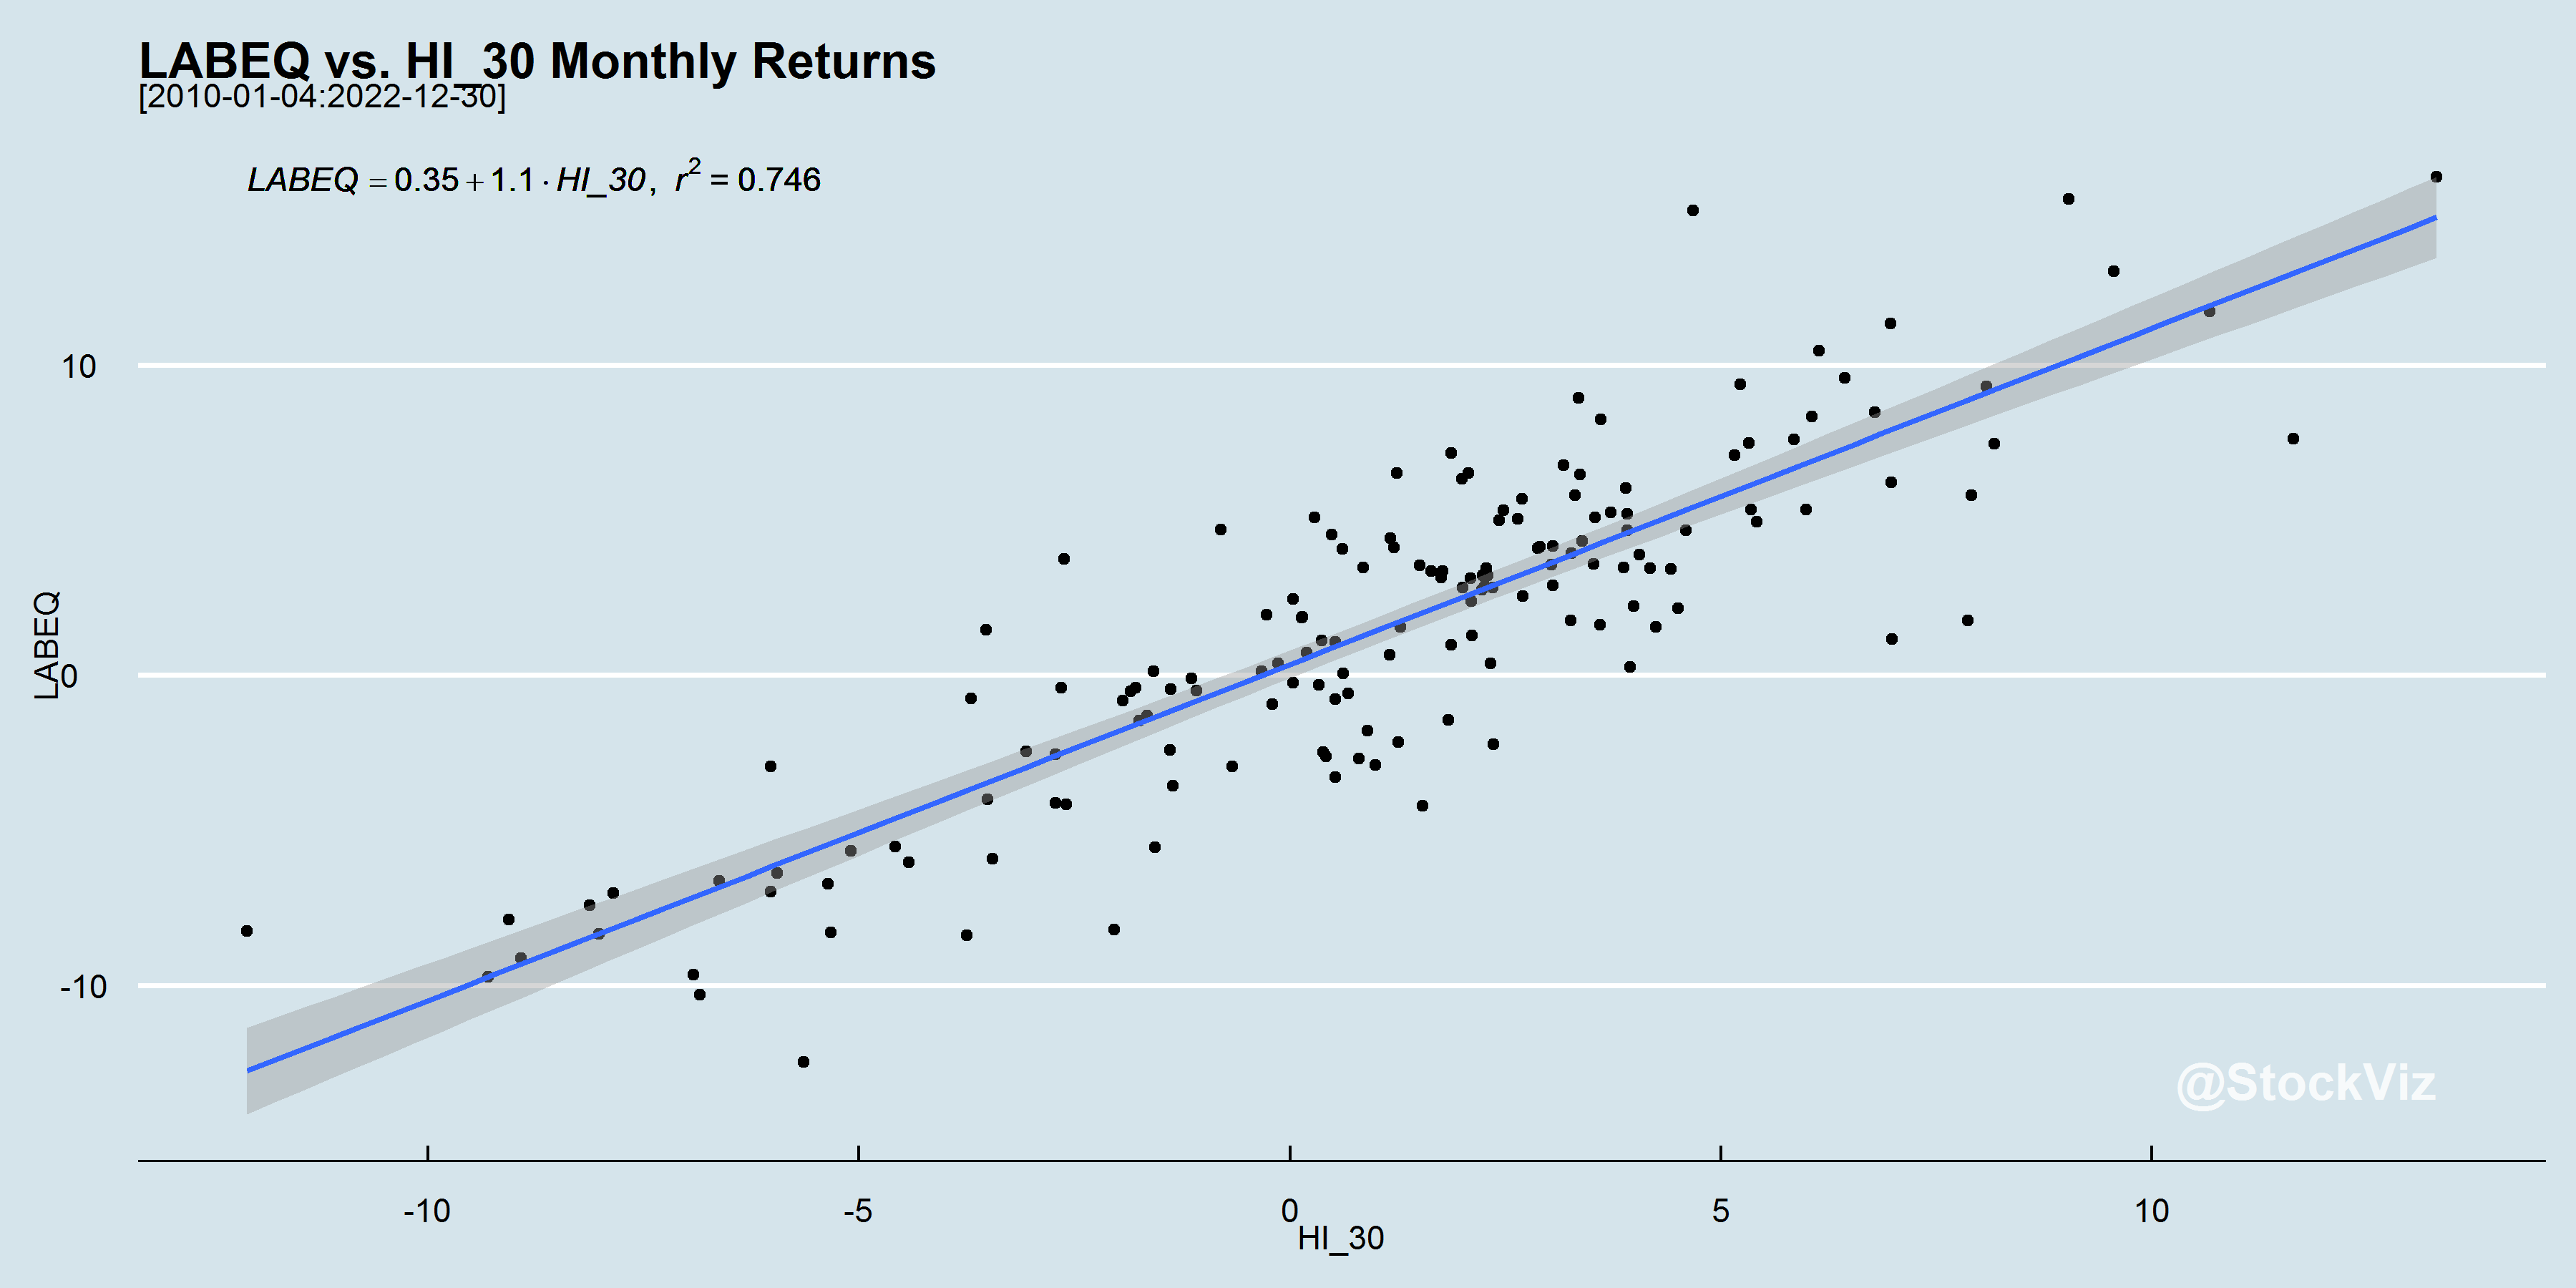 LABEQ vs. HI_30 Monthly Returns
[2010-01-04:2022-12-30]
LABEQ = 0.35 + 1.1 · HI_30, r² = 0.746
10
0
-10
LABEQ
@StockViz
-10 -5 0 5 10
HI_30